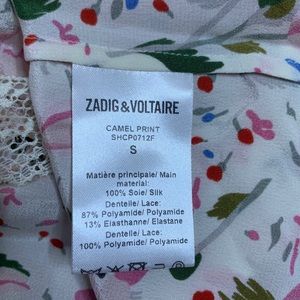 ZADIG & VOLTAIRE
CAMEL PRINT
SHCP0712F
S
Matière principale/ Main
material:
100% Soie/ Silk
Dentelle/ Lace:
87% Polyamide/ Polyamide
13% Elasthanne/ Elastane
Dentelle/ Lace:
100% Polyamide/ Polyamide